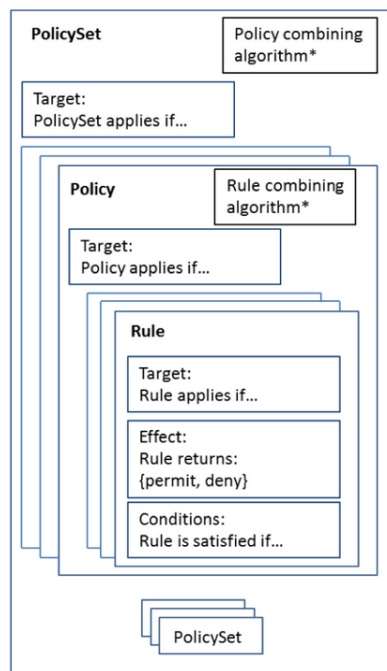 PolicySet
Policy combining
algorithm*
Target:
PolicySet applies if...
Policy
Rule combining
algorithm*
Target:
Policy applies if...
Rule
Target:
Rule applies if...
Effect:
Rule returns:
{permit, deny}
Conditions:
Rule is satisfied if...
PolicySet